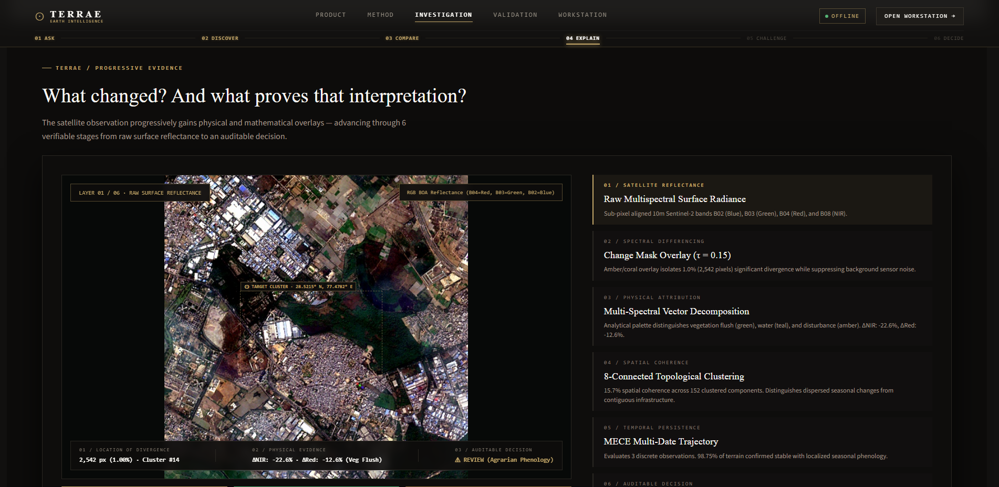 TERRAE
EARTH INTELLIGENCE
PRODUCT
METHOD
INVESTIGATION
VALIDATION
WORKSTATION
OFFLINE
OPEN WORKSTATION →
01 ASK
02 DISCOVER
03 COMPARE
04 EXPLAIN
05 CHALLENGE
06 DECIDE
TERRAE / PROGRESSIVE EVIDENCE
What changed? And what proves that interpretation?
The satellite observation progressively gains physical and mathematical overlays — advancing through 6
verifiable stages from raw surface reflectance to an auditable decision.
LAYER 01 / 06 · RAW SURFACE REFLECTANCE
RGB BOA Reflectance (B04=Red, B03=Green, B02=Blue)
TARGET CLUSTER · 28.5215° N, 77.4782° E
01 / LOCATION OF DIVERGENCE
2,542 px (1.00%) · Cluster #14
02 / PHYSICAL EVIDENCE
ΔNIR: -22.6% · ΔRed: -12.6% (Veg Flush)
03 / AUDITABLE DECISION
⚠ REVIEW (Agrarian Phenology)
01 / SATELLITE REFLECTANCE
Raw Multispectral Surface Radiance
Sub-pixel aligned 10m Sentinel-2 bands B02 (Blue), B03 (Green), B04 (Red), and B08 (NIR).
02 / SPECTRAL DIFFERENCING
Change Mask Overlay (τ = 0.15)
Amber/coral overlay isolates 1.0% (2,542 pixels) significant divergence while suppressing background sensor noise.
03 / PHYSICAL ATTRIBUTION
Multi-Spectral Vector Decomposition
Analytical palette distinguishes vegetation flush (green), water (teal), and disturbance (amber). ΔNIR: -22.6%, ΔRed:
-12.6%.
04 / SPATIAL COHERENCE
8-Connected Topological Clustering
15.7% spatial coherence across 152 clustered components. Distinguishes dispersed seasonal changes from
contiguous infrastructure.
05 / TEMPORAL PERSISTENCE
MECE Multi-Date Trajectory
Evaluates 3 discrete observations. 98.75% of terrain confirmed stable with localized seasonal phenology.
06 / AUDITABLE DECISION